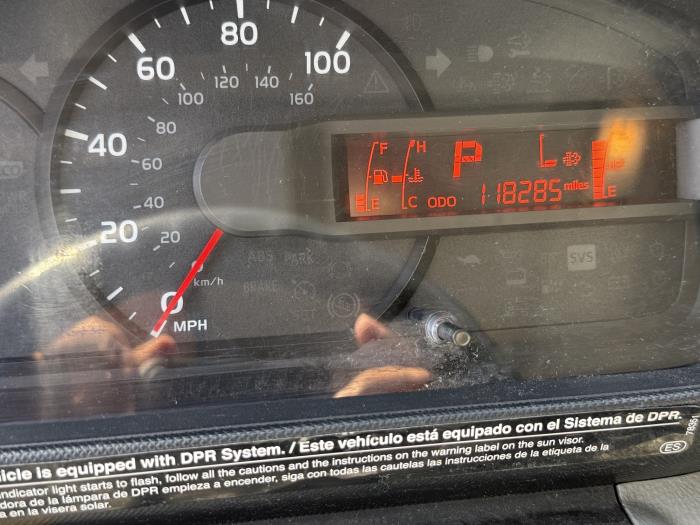 80
60
100
120
140
100
160
40
80
60
40
20
20
0
km/h
0
MPH
F
H
P
L
E
C
ODO
118285 miles
E
ABS
PARK
BRAKE
SVS
icle is equipped with DPR System. / Este vehículo está equipado con el Sistema de DPR.
indicator light starts to flash, follow all the cautions and the instructions on the warning label on the sun visor.
dora de la lámpara de DPR empieza a encender, siga con todas las cautelas las instrucciones de la etiqueta de la
a en la visera solar.
ES